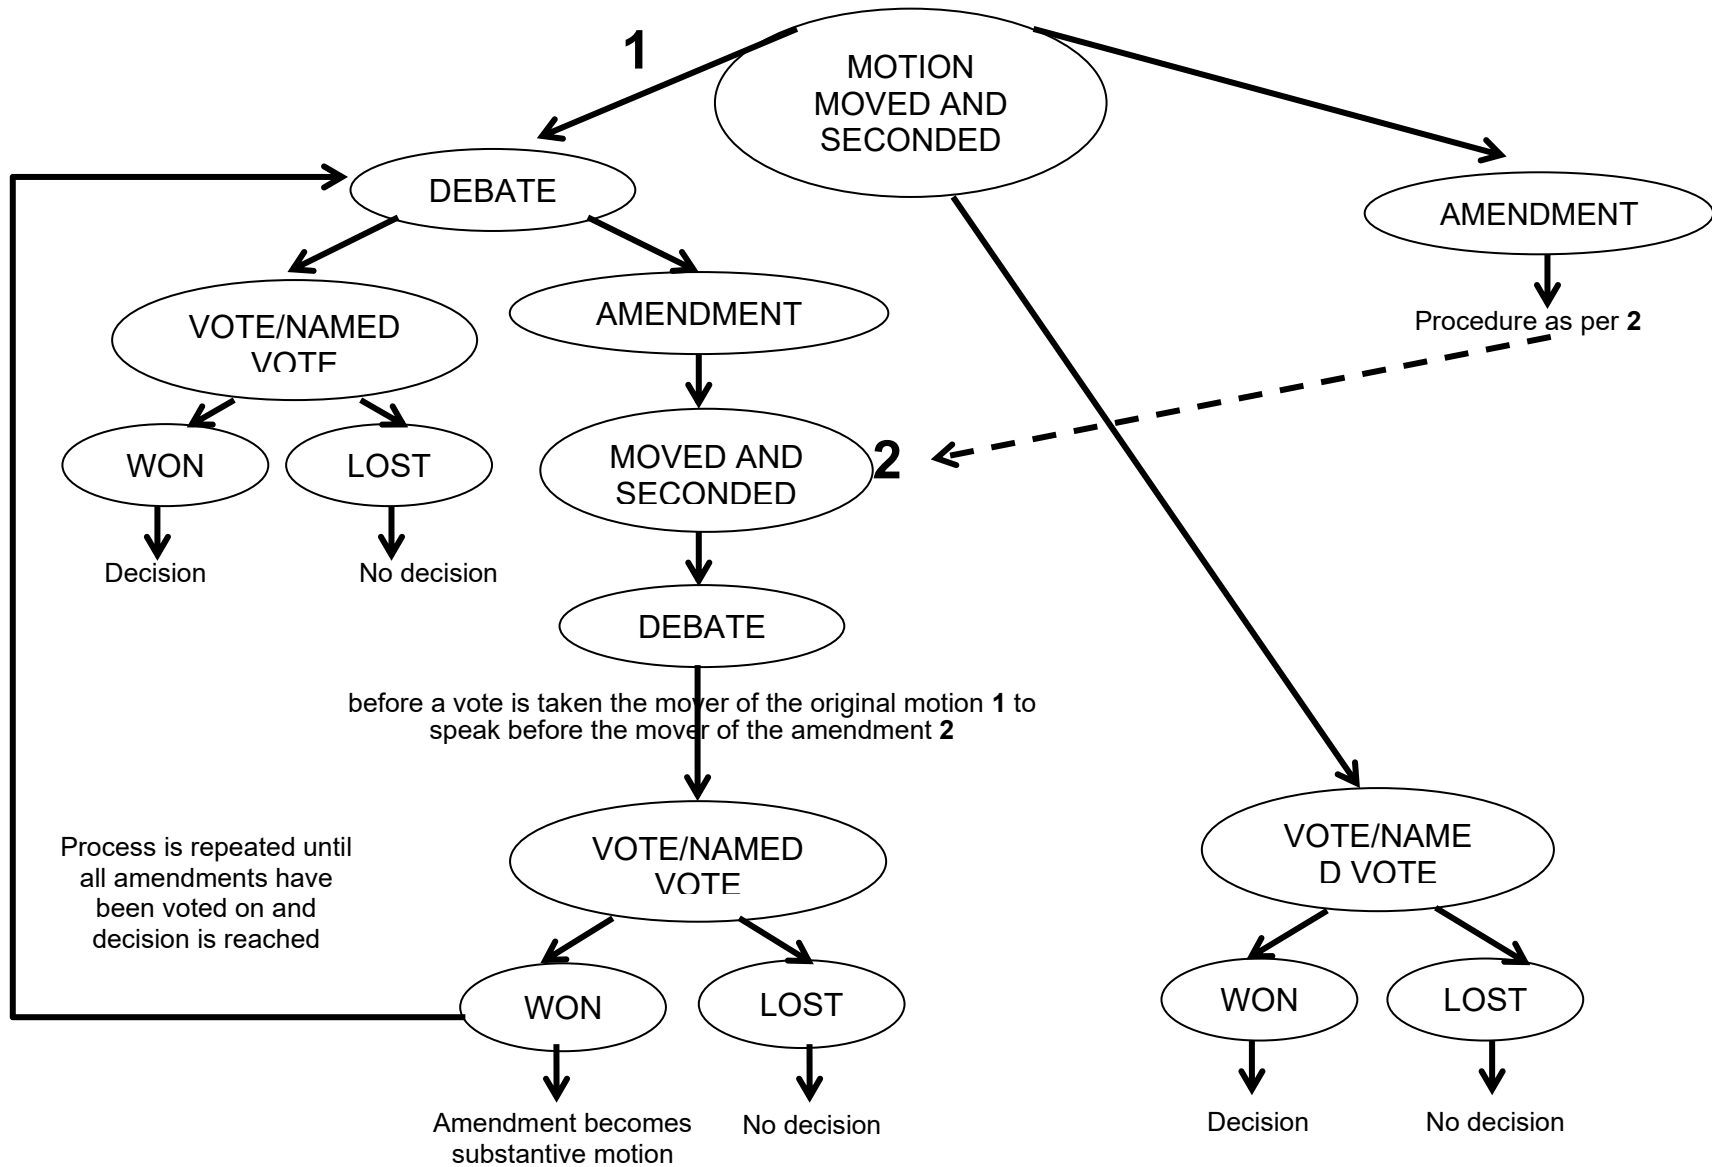 1
MOTION
MOVED AND
SECONDED
DEBATE
AMENDMENT
VOTE/NAMED
VOTE
AMENDMENT
Procedure as per 2
WON
LOST
MOVED AND
SECONDED
2
Decision
No decision
DEBATE
before a vote is taken the mover of the original motion 1 to
speak before the mover of the amendment 2
Process is repeated until
all amendments have
been voted on and
decision is reached
VOTE/NAMED
VOTE
VOTE/NAME
D VOTE
WON
LOST
WON
LOST
Amendment becomes
substantive motion
No decision
Decision
No decision